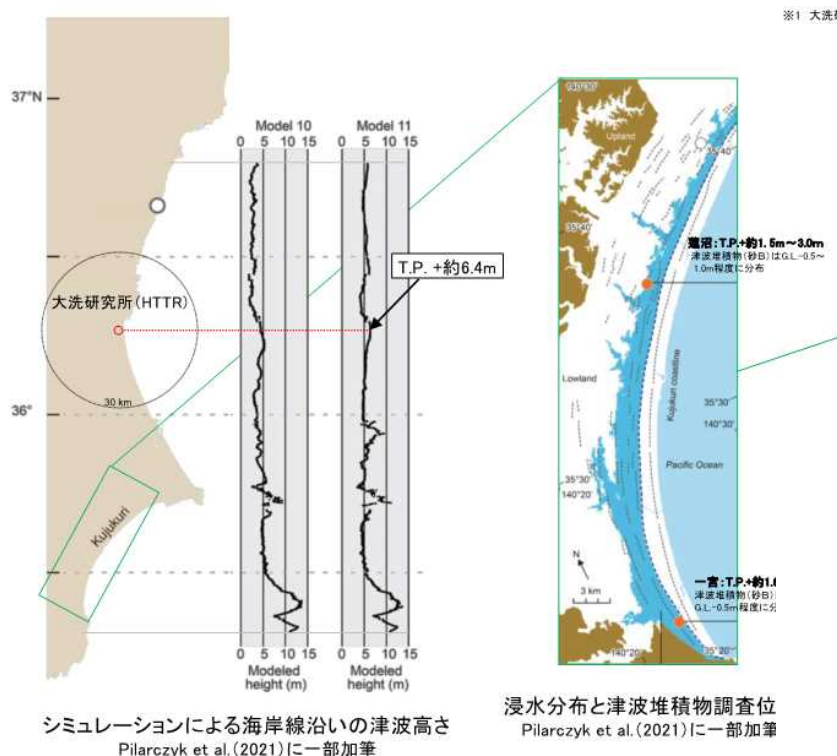 ※1 大洗研
37°N
Model 10
Model 11
0 5 10 15
0 5 10 15
大洗研究所(HTTR)
30 km
T.P. +約6.4m
36°
Kujukuri
0 5 10 15
0 5 10 15
Modeled height (m)
Modeled height (m)
シミュレーションによる海岸線沿いの津波高さ
Pilarczyk et al.(2021)に一部加筆
140°30'
Upland
35°40'
35°40'
蓮沼:T.P.+約1.5m~3.0m
津波堆積物(砂B)はG.L.-0.5~
1.0m程度に分布
Lowland
Kujukuri coastline
35°30'
140°30'
Pacific Ocean
35°30'
140°20'
N
3 km
一宮:T.P.+約1.
津波堆積物(砂B)
G.L.-0.5m程度に分
140°20'
35°20'
浸水分布と津波堆積物調査位
Pilarczyk et al.(2021)に一部加筆